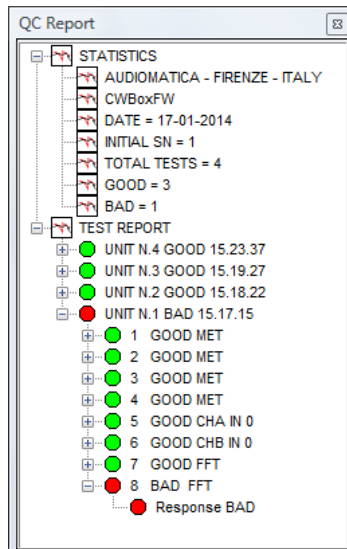 QC Report
STATISTICS
AUDIOMATICA - FIRENZE - ITALY
CWBoxFW
DATE = 17-01-2014
INITIAL SN = 1
TOTAL TESTS = 4
GOOD = 3
BAD = 1
TEST REPORT
UNIT N.4 GOOD 15.23.37
UNIT N.3 GOOD 15.19.27
UNIT N.2 GOOD 15.18.22
UNIT N.1 BAD 15.17.15
1 GOOD MET
2 GOOD MET
3 GOOD MET
4 GOOD MET
5 GOOD CHA IN 0
6 GOOD CHB IN 0
7 GOOD FFT
8 BAD FFT
Response BAD